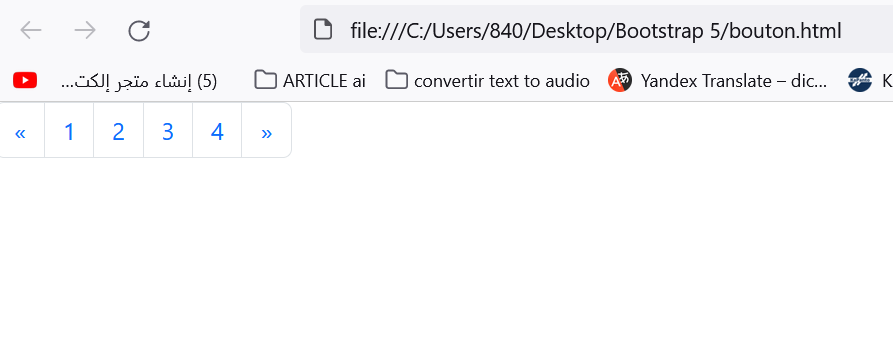 file:///C:/Users/840/Desktop/Bootstrap 5/bouton.html
(5) إنشاء متجر إلكت... ARTICLE ai convertir text to audio Yandex Translate – dic... K
« 1 2 3 4 »